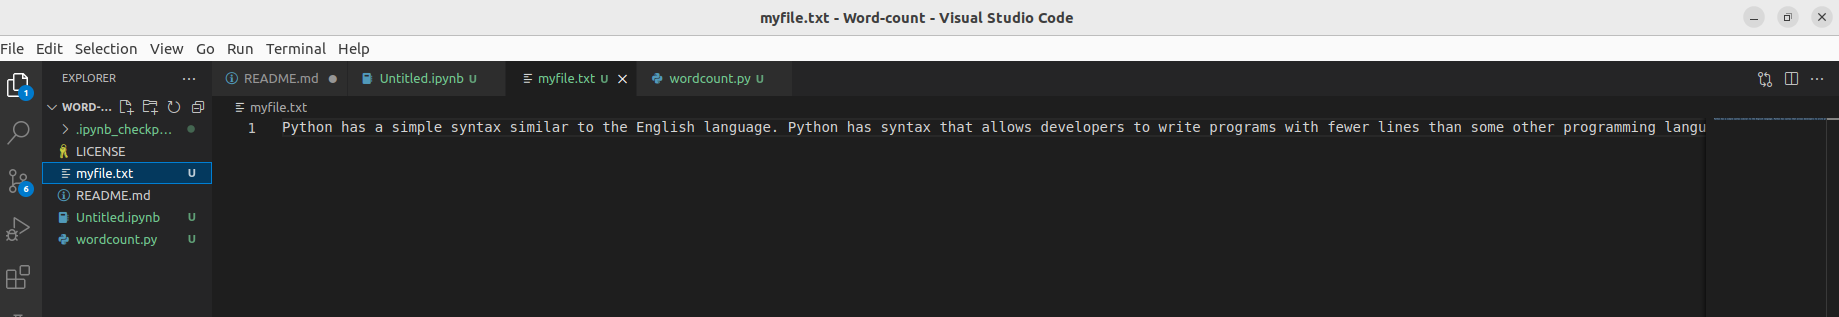 myfile.txt - Word-count - Visual Studio Code
File Edit Selection View Go Run Terminal Help
EXPLORER
README.md
Untitled.ipynb U
myfile.txt U
wordcount.py U
1
WORD-...
myfile.txt
.ipynb_checkp...
1 Python has a simple syntax similar to the English language. Python has syntax that allows developers to write programs with fewer lines than some other programming langu
LICENSE
myfile.txt U
6
README.md
Untitled.ipynb U
wordcount.py U